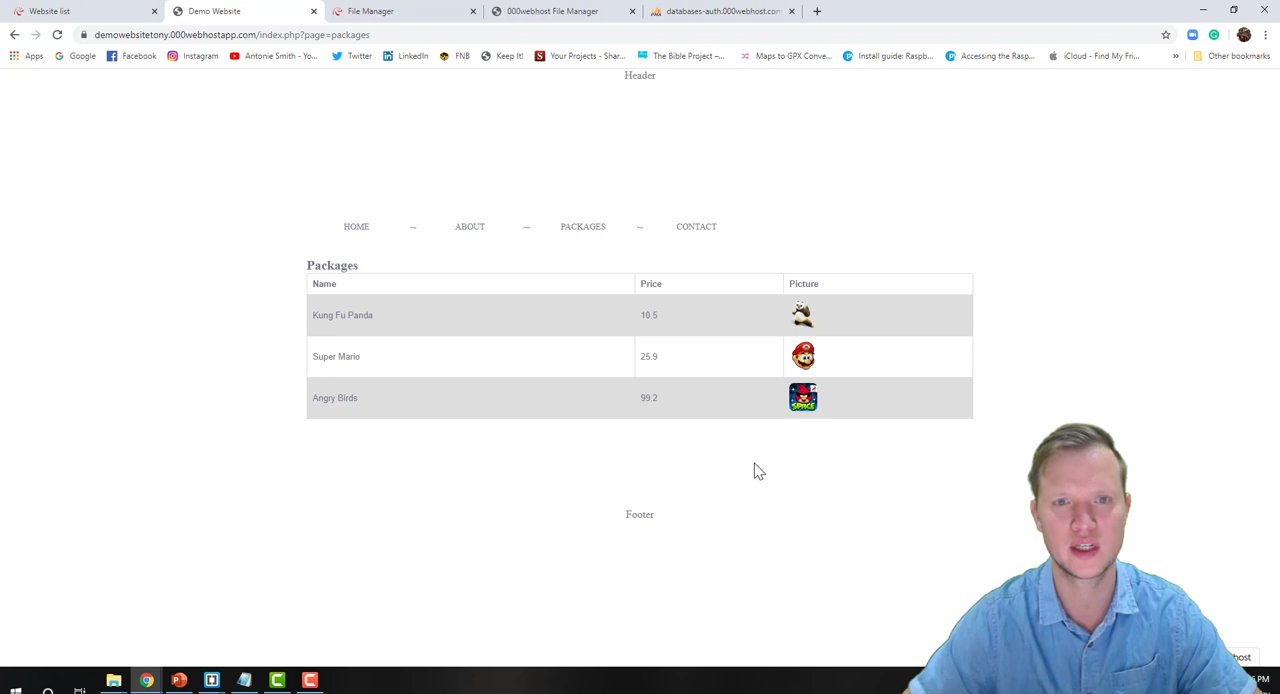 Website list
Demo Website
File Manager
000webhost File Manager
databases-auth.000webhost.com
demowebsitetony.000webhostapp.com/index.php?page=packages
Apps Google Facebook Instagram Antonie Smith - Yo... Twitter LinkedIn FNB Keep It! Your Projects - Shar... The Bible Project –... Maps to GPX Conve... Install guide: Raspb... Accessing the Rasp... iCloud - Find My Fri... » Other bookmarks
Header
HOME ~ ABOUT ~ PACKAGES ~ CONTACT
Packages
Name Price Picture
Kung Fu Panda 10.5
Super Mario 25.9
Angry Birds 99.2
SPACE
Footer
host
PM